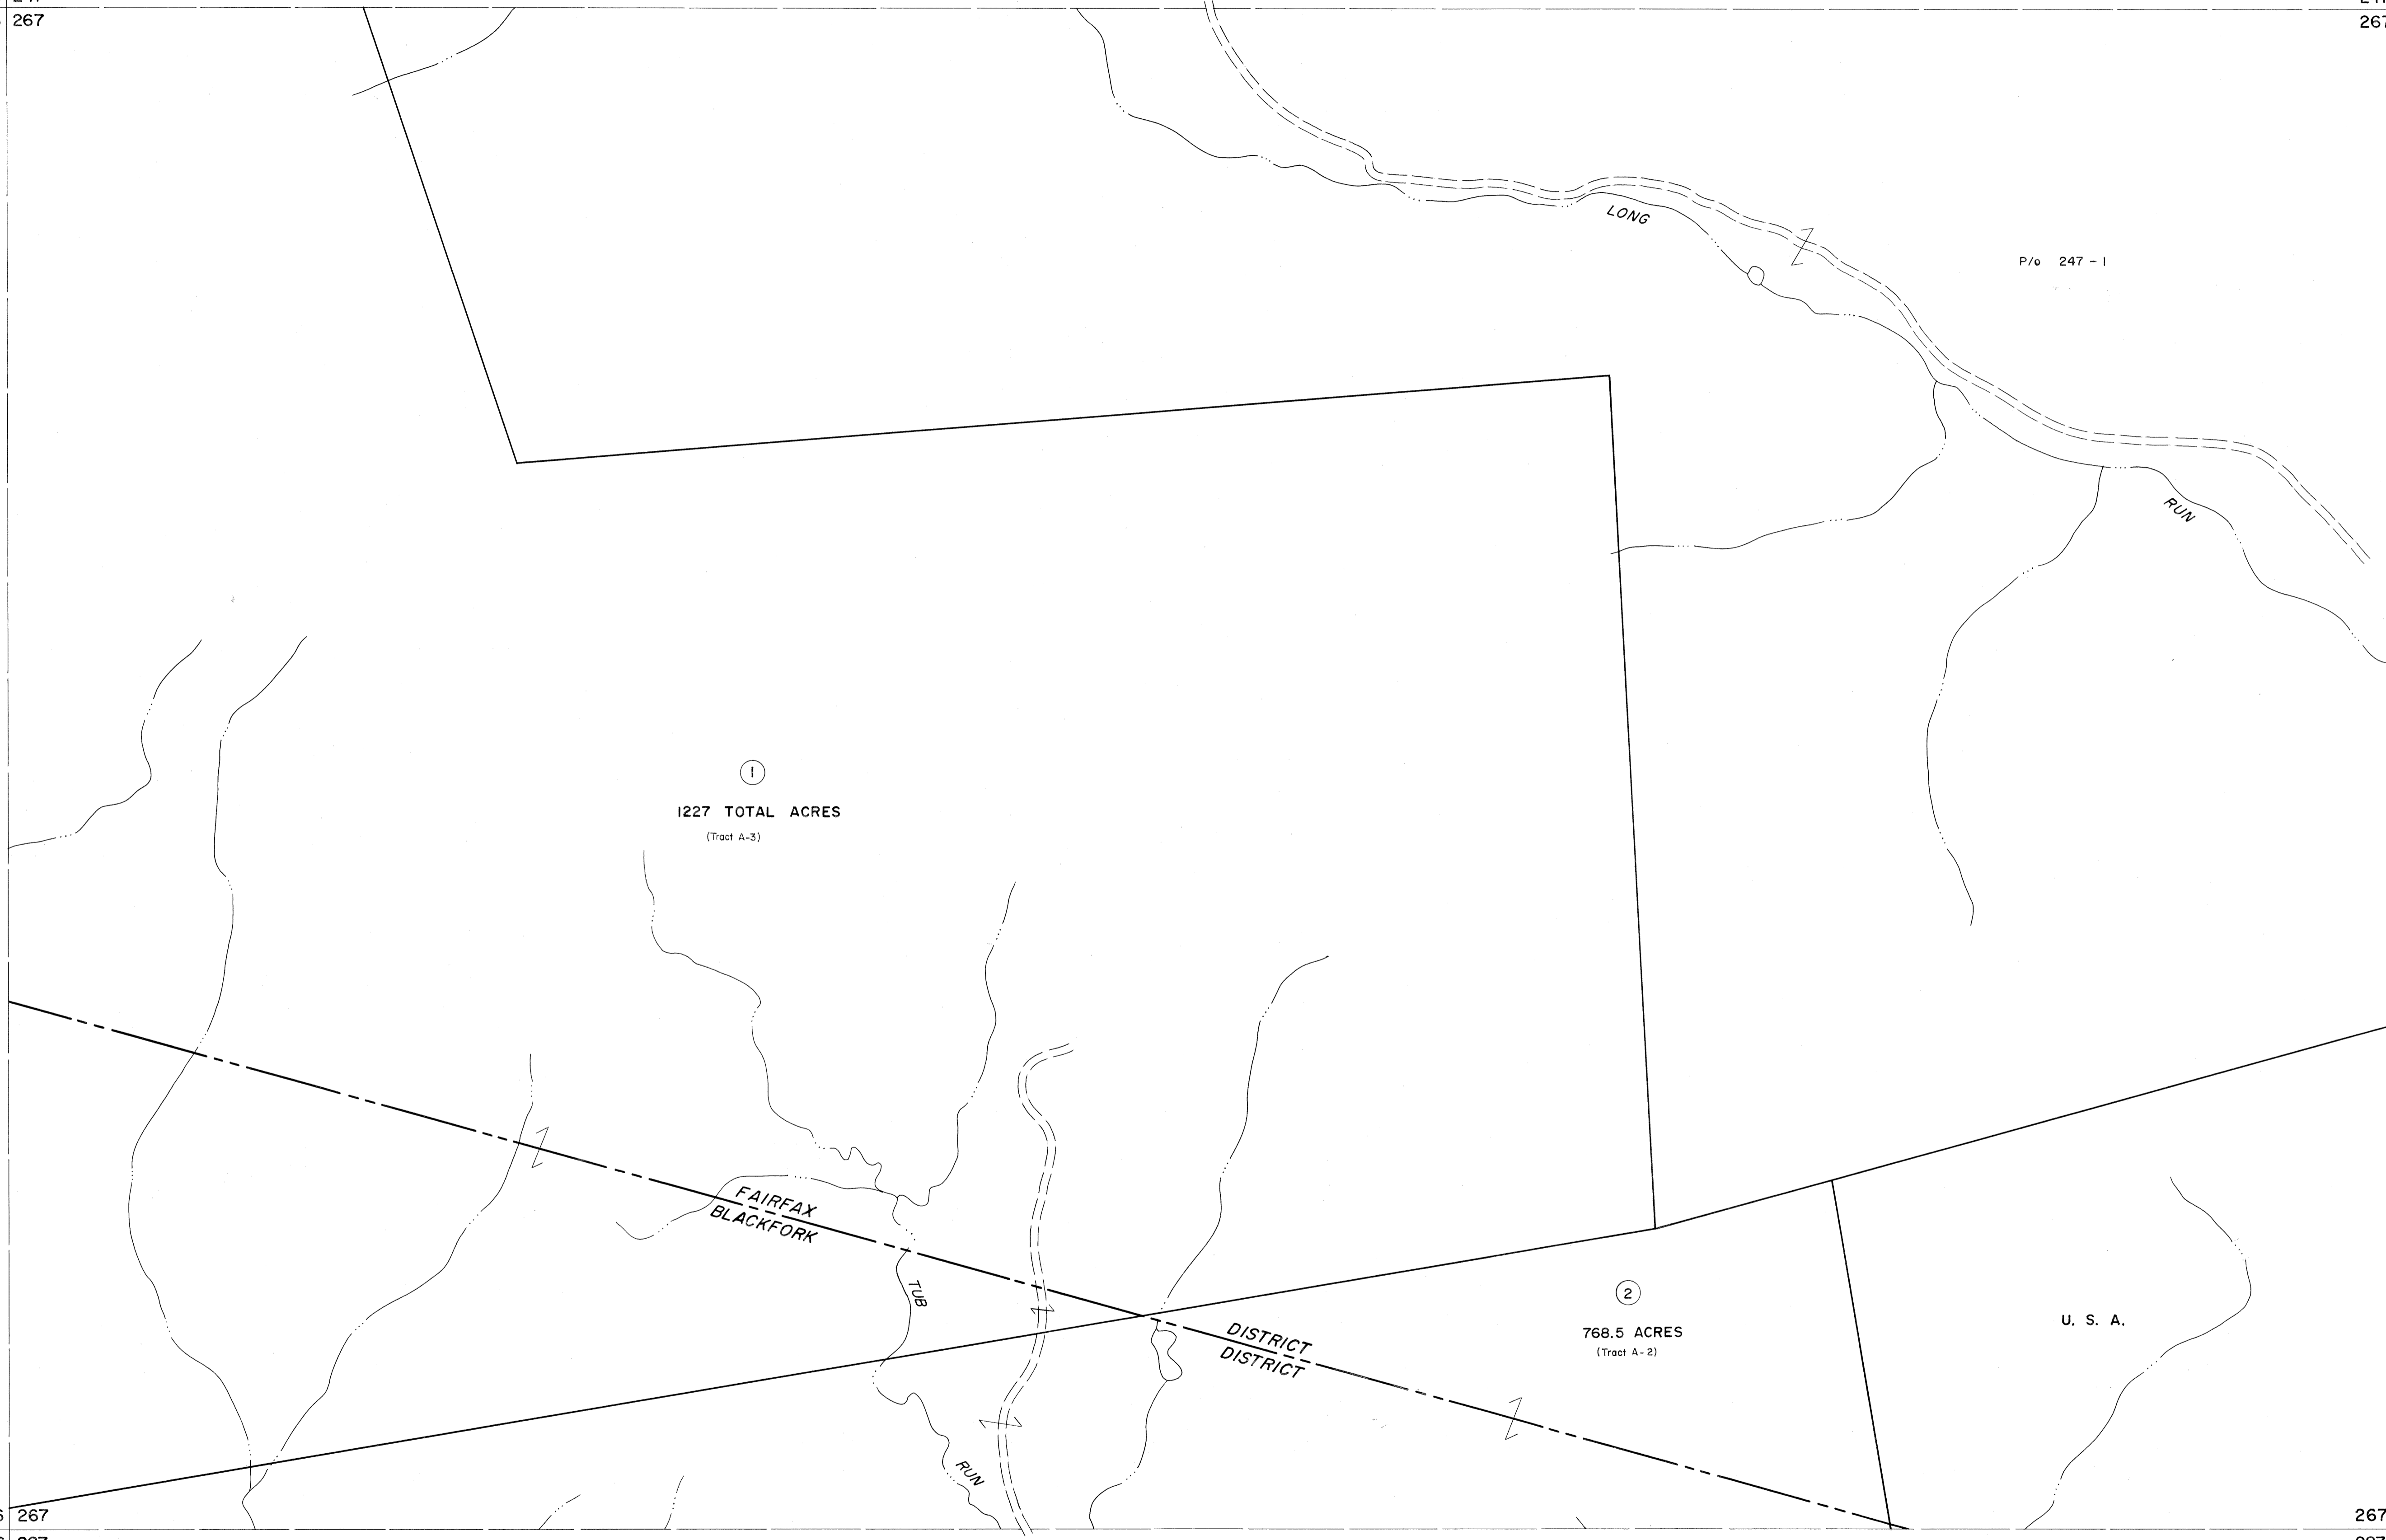 267
267
LONG
P/o 247 - 1
RUN
1
1227 TOTAL ACRES
(Tract A-3)
FAIRFAX
BLACKFORK
TUB
DISTRICT
DISTRICT
2
768.5 ACRES
(Tract A-2)
U. S. A.
RUN
267
267